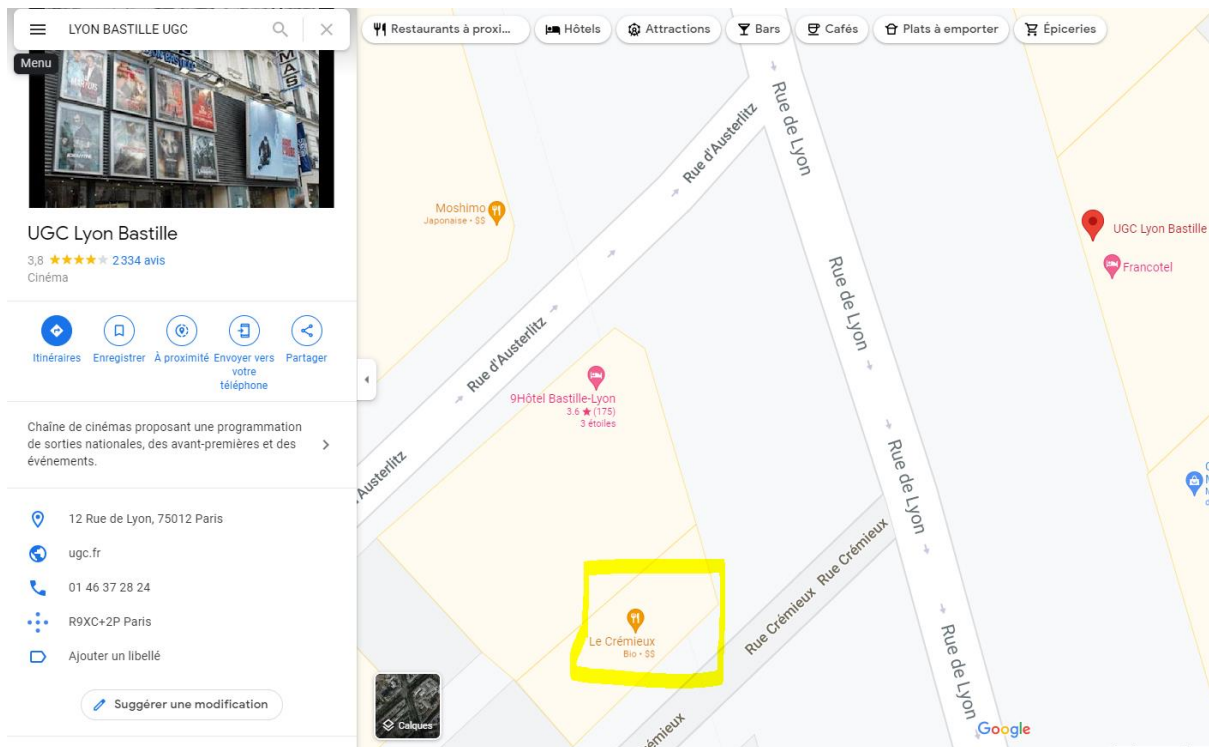 LYON BASTILLE UGC
Restaurants à proxi...
Hôtels
Attractions
Bars
Cafés
Plats à emporter
Épiceries
Menu
MAS
UGC Lyon Bastille
3,8 ★★★★★ 2 334 avis
Cinéma
Itinéraires
Enregistrer
À proximité
Envoyer vers
votre
téléphone
Partager
Chaîne de cinémas proposant une programmation
de sorties nationales, des avant-premières et des
événements.
12 Rue de Lyon, 75012 Paris
ugc.fr
01 46 37 28 24
R9XC+2P Paris
Ajouter un libellé
Suggérer une modification
Calques
Rue d'Austerlitz
Rue de Lyon
Moshimo
Japonaise • $$
UGC Lyon Bastille
Francotel
Rue de Lyon
Rue d'Austerlitz
9Hôtel Bastille-Lyon
3.6 ★ (175)
3 étoiles
d'Austerlitz
Rue de Lyon
Rue Crémieux
Rue Crémieux
Le Crémieux
Bio • $$
Rue de Lyon
émieux
Google